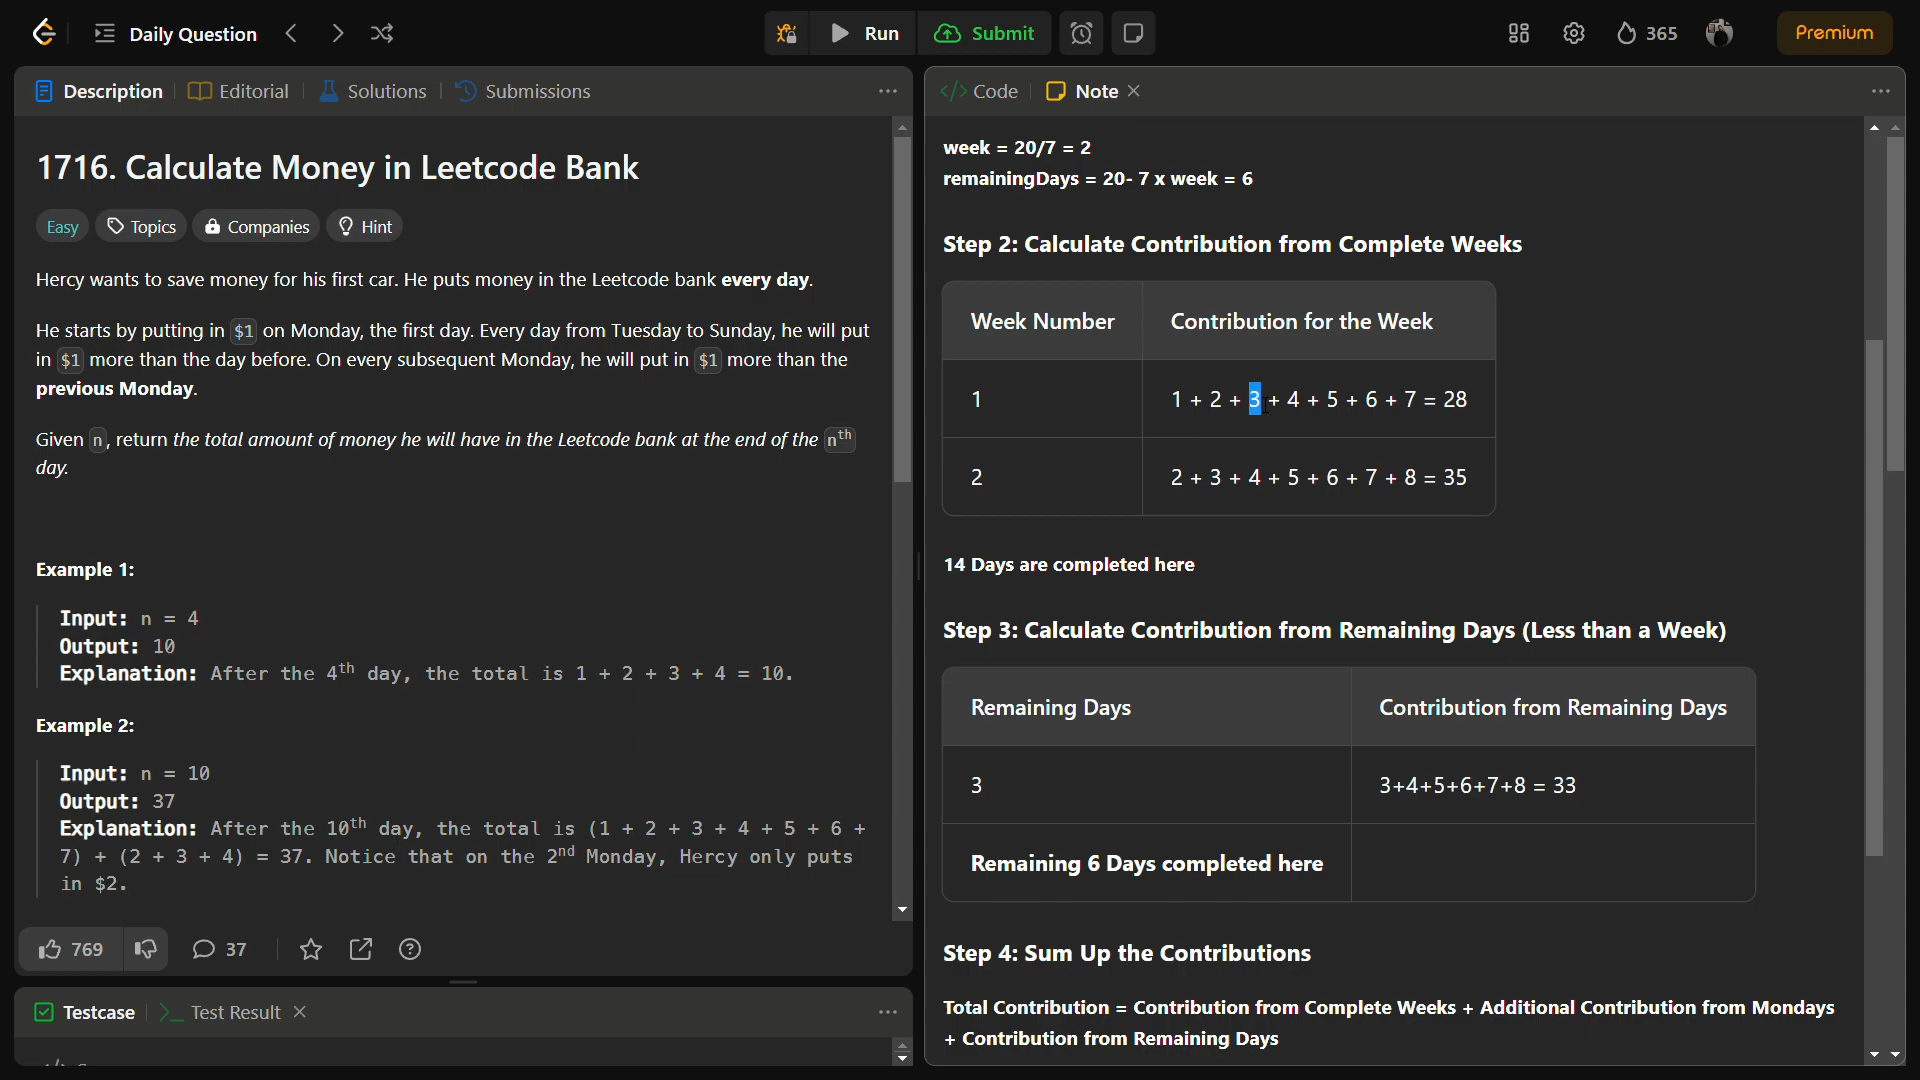 Daily Question
Run
Submit
365
Premium
Description
Editorial
Solutions
Submissions
1716. Calculate Money in Leetcode Bank
Easy
Topics
Companies
Hint
Hercy wants to save money for his first car. He puts money in the Leetcode bank every day.
He starts by putting in $1 on Monday, the first day. Every day from Tuesday to Sunday, he will put
in $1 more than the day before. On every subsequent Monday, he will put in $1 more than the
previous Monday.
Given n, return the total amount of money he will have in the Leetcode bank at the end of the nth
day.
Example 1:
Input: n = 4
Output: 10
Explanation: After the 4th day, the total is 1 + 2 + 3 + 4 = 10.
Example 2:
Input: n = 10
Output: 37
Explanation: After the 10th day, the total is (1 + 2 + 3 + 4 + 5 + 6 +
7) + (2 + 3 + 4) = 37. Notice that on the 2nd Monday, Hercy only puts
in $2.
769
37
Testcase
Test Result
Code
Note
week = 20/7 = 2
remainingDays = 20- 7 x week = 6
Step 2: Calculate Contribution from Complete Weeks
Week Number
Contribution for the Week
1
1 + 2 + 3 + 4 + 5 + 6 + 7 = 28
2
2 + 3 + 4 + 5 + 6 + 7 + 8 = 35
14 Days are completed here
Step 3: Calculate Contribution from Remaining Days (Less than a Week)
Remaining Days
Contribution from Remaining Days
3
3+4+5+6+7+8 = 33
Remaining 6 Days completed here
Step 4: Sum Up the Contributions
Total Contribution = Contribution from Complete Weeks + Additional Contribution from Mondays
+ Contribution from Remaining Days